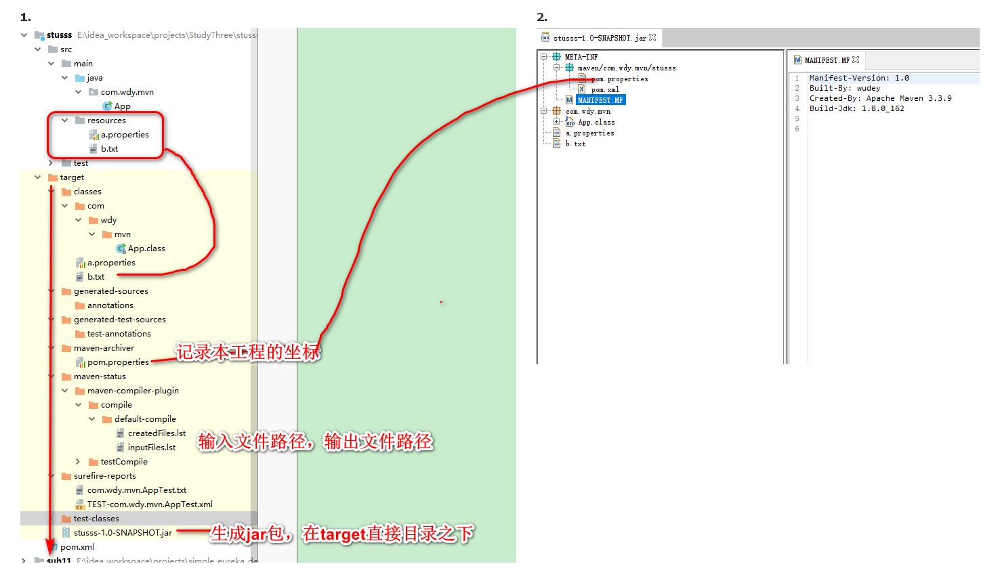 1.
stusss E:\idea_workspace\projects\StudyThree\stusss
src
main
java
com.wdy.mvn
App
resources
a.properties
b.txt
test
target
classes
com
wdy
mvn
App.class
a.properties
b.txt
generated-sources
annotations
generated-test-sources
test-annotations
maven-archiver
记录本工程的坐标
pom.properties
maven-status
maven-compiler-plugin
compile
default-compile
createdFiles.lst
输入文件路径，输出文件路径
inputFiles.lst
testCompile
surefire-reports
com.wdy.mvn.AppTest.txt
TEST-com.wdy.mvn.AppTest.xml
test-classes
stusss-1.0-SNAPSHOT.jar
生成jar包，在target直接目录之下
pom.xml
sub11 E:\idea_workspace\projects\simple_eureka_de
2.
stusss-1.0-SNAPSHOT.jar
META-INF
maven/com.wdy.mvn/stusss
pom.properties
pom.xml
MANIFEST.MF
com.wdy.mvn
App.class
a.properties
b.txt
MANIFEST.MF
1 Manifest-Version: 1.0
2 Built-By: wudey
3 Created-By: Apache Maven 3.3.9
4 Build-Jdk: 1.8.0_162
5
6